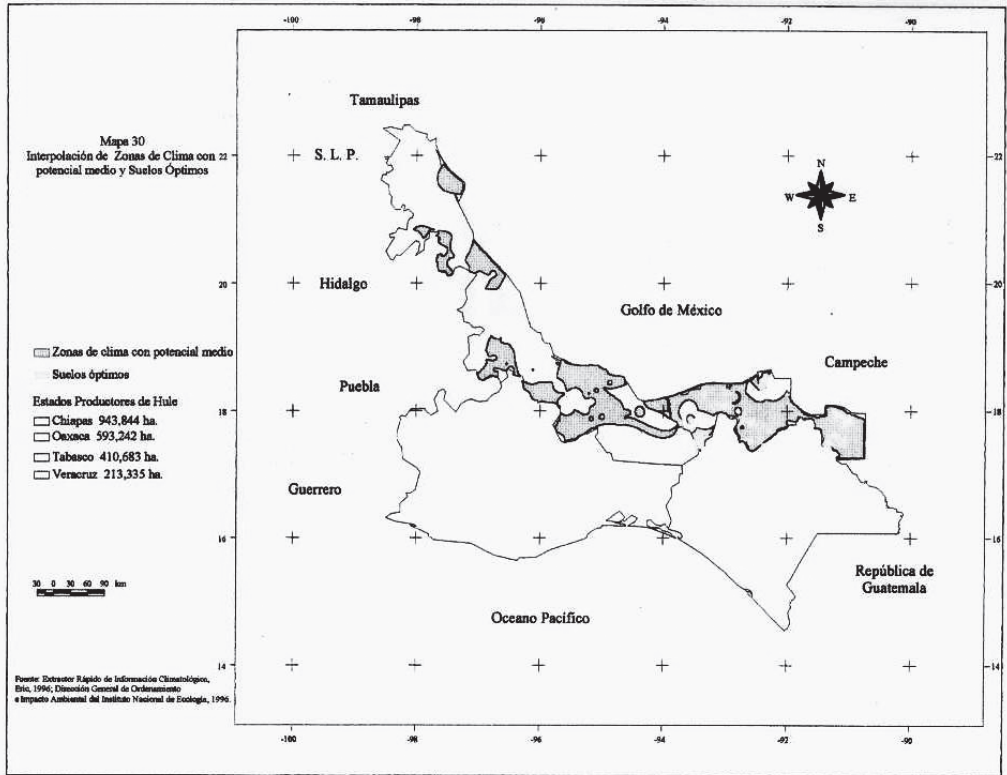 -100 -98 -96 -94 -92 -90
Tamaulipas
Mapa 30
Interpolación de Zonas de Clima con
potencial medio y Suelos Óptimos
22 S. L. P. 22
N
W E
S
20 Hidalgo 20
Golfo de México
Zonas de clima con potencial medio
Campeche
Suelos óptimos
Puebla
Estados Productores de Hule
18 18
Chiapas 943,844 ha.
Oaxaca 593,242 ha.
Tabasco 410,683 ha.
Veracruz 213,335 ha.
Guerrero
16 16
República de
Guatemala
30 0 30 60 90 km
Oceano Pacífico
14 14
Fuente: Extractor Rápido de Información Climatológica,
Eric, 1996; Dirección General de Ordenamiento
e Impacto Ambiental del Instituto Nacional de Ecología, 1996.
-100 -98 -96 -94 -92 -90